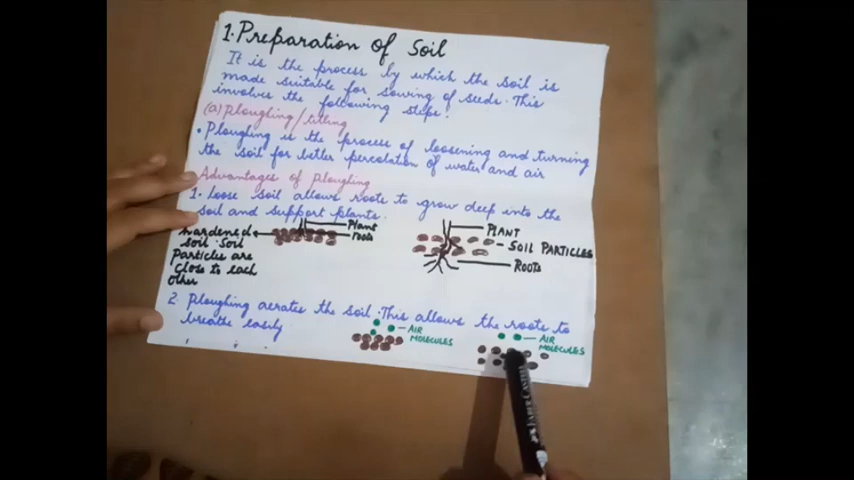 1. Preparation of Soil
It is the process by which the soil is
made suitable for sowing of seeds. This
involves the following steps.
(a) Ploughing/tilling
• Ploughing is the process of loosening and turning
the soil for better percolation of water and air
Advantages of ploughing
1. Loose soil allows roots to grow deep into the
soil and support plants.
Plant
roots
hardened
soil. Soil
particles are
close to each
other
PLANT
SOIL PARTICLES
ROOTS
2 Ploughing aerates the soil. This allows the roots to
breathe easily
AIR
MOLECULES
AIR
MOLECULES
FABER-CASTELL